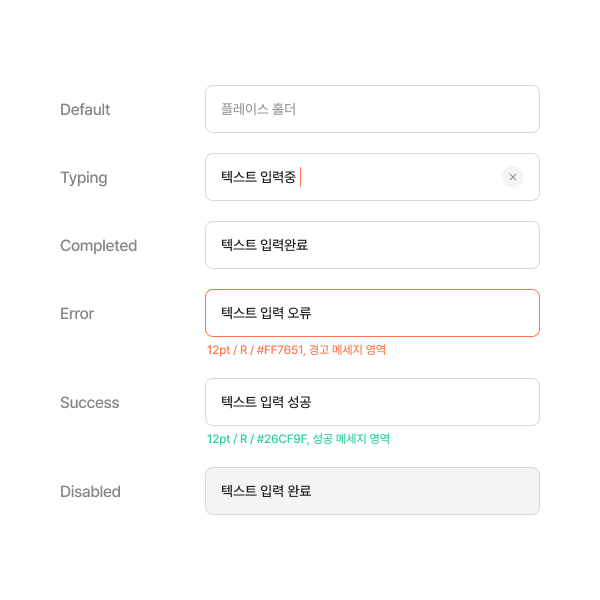 Default
플레이스 홀더
Typing
텍스트 입력중
Completed
텍스트 입력완료
Error
텍스트 입력 오류
12pt / R / #FF7651, 경고 메세지 영역
Success
텍스트 입력 성공
12pt / R / #26CF9F, 성공 메세지 영역
Disabled
텍스트 입력 완료